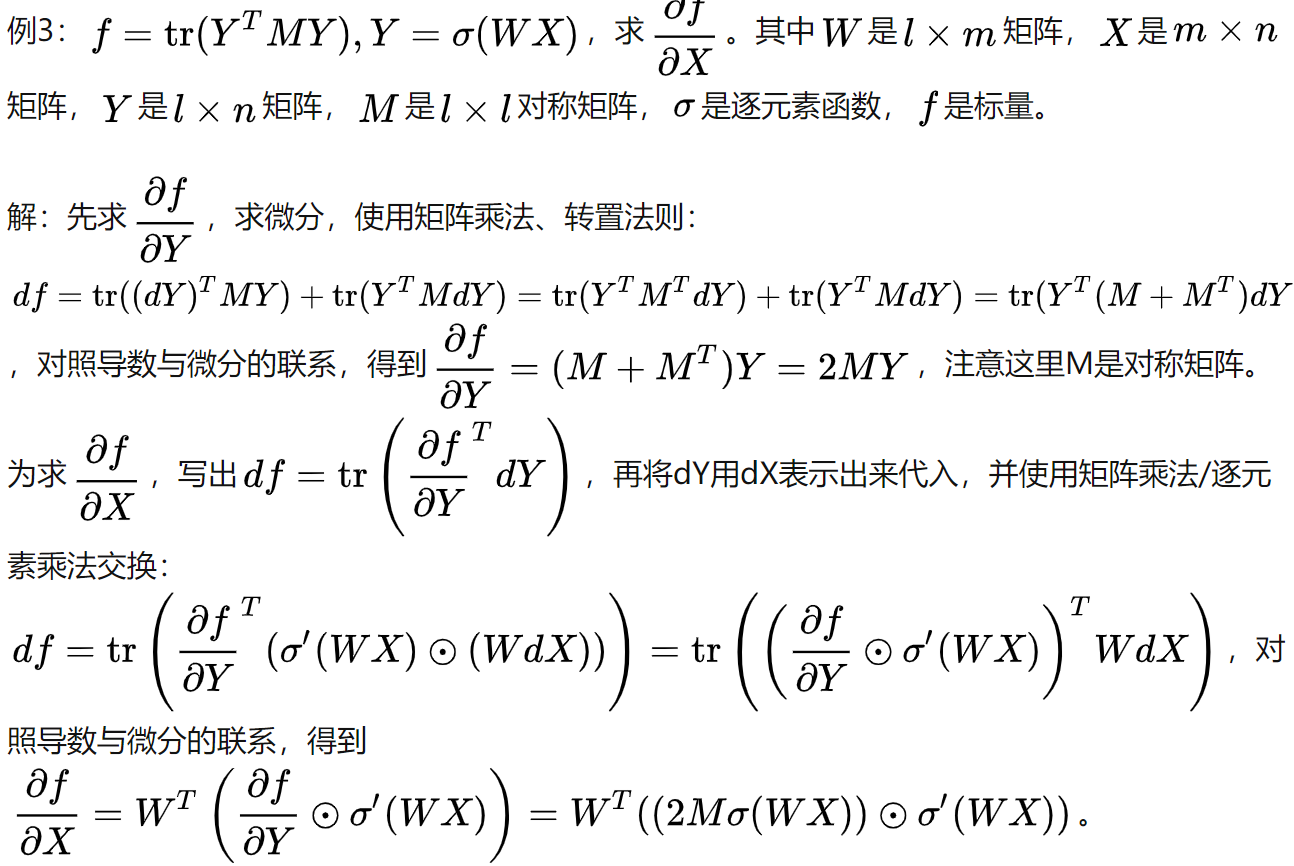 例3：$f = \mathrm{tr}(Y^T M Y), Y = \sigma(WX)$，求 $\frac{\partial f}{\partial X}$。其中 $W$ 是 $l \times m$ 矩阵，$X$ 是 $m \times n$
矩阵，$Y$ 是 $l \times n$ 矩阵，$M$ 是 $l \times l$ 对称矩阵，$\sigma$ 是逐元素函数，$f$ 是标量。
解：先求 $\frac{\partial f}{\partial Y}$，求微分，使用矩阵乘法、转置法则：
$df = \mathrm{tr}((dY)^T M Y) + \mathrm{tr}(Y^T M dY) = \mathrm{tr}(Y^T M^T dY) + \mathrm{tr}(Y^T M dY) = \mathrm{tr}(Y^T (M + M^T) dY$
，对照导数与微分的联系，得到 $\frac{\partial f}{\partial Y} = (M + M^T)Y = 2MY$，注意这里M是对称矩阵。
为求 $\frac{\partial f}{\partial X}$，写出 $df = \mathrm{tr}\left(\frac{\partial f}{\partial Y}^T dY\right)$，再将dY用dX表示出来代入，并使用矩阵乘法/逐元
素乘法交换：
$df = \mathrm{tr}\left(\frac{\partial f}{\partial Y}^T (\sigma'(WX) \odot (WdX))\right) = \mathrm{tr}\left(\left(\frac{\partial f}{\partial Y} \odot \sigma'(WX)\right)^T WdX\right)$，对
照导数与微分的联系，得到
$\frac{\partial f}{\partial X} = W^T \left(\frac{\partial f}{\partial Y} \odot \sigma'(WX)\right) = W^T((2M\sigma(WX)) \odot \sigma'(WX))$。